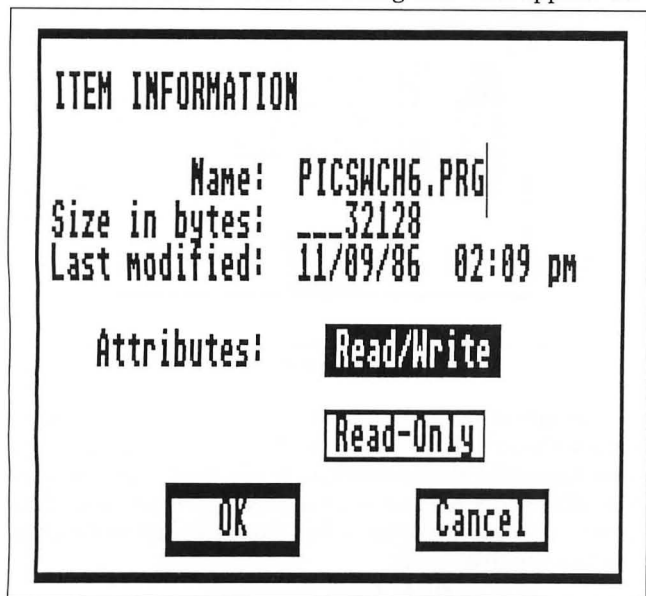 ITEM INFORMATION
Name: PICSWCH6.PRG
Size in bytes: ___32128
Last modified: 11/09/86 02:09 pm
Attributes: Read/Write
Read-Only
OK Cancel